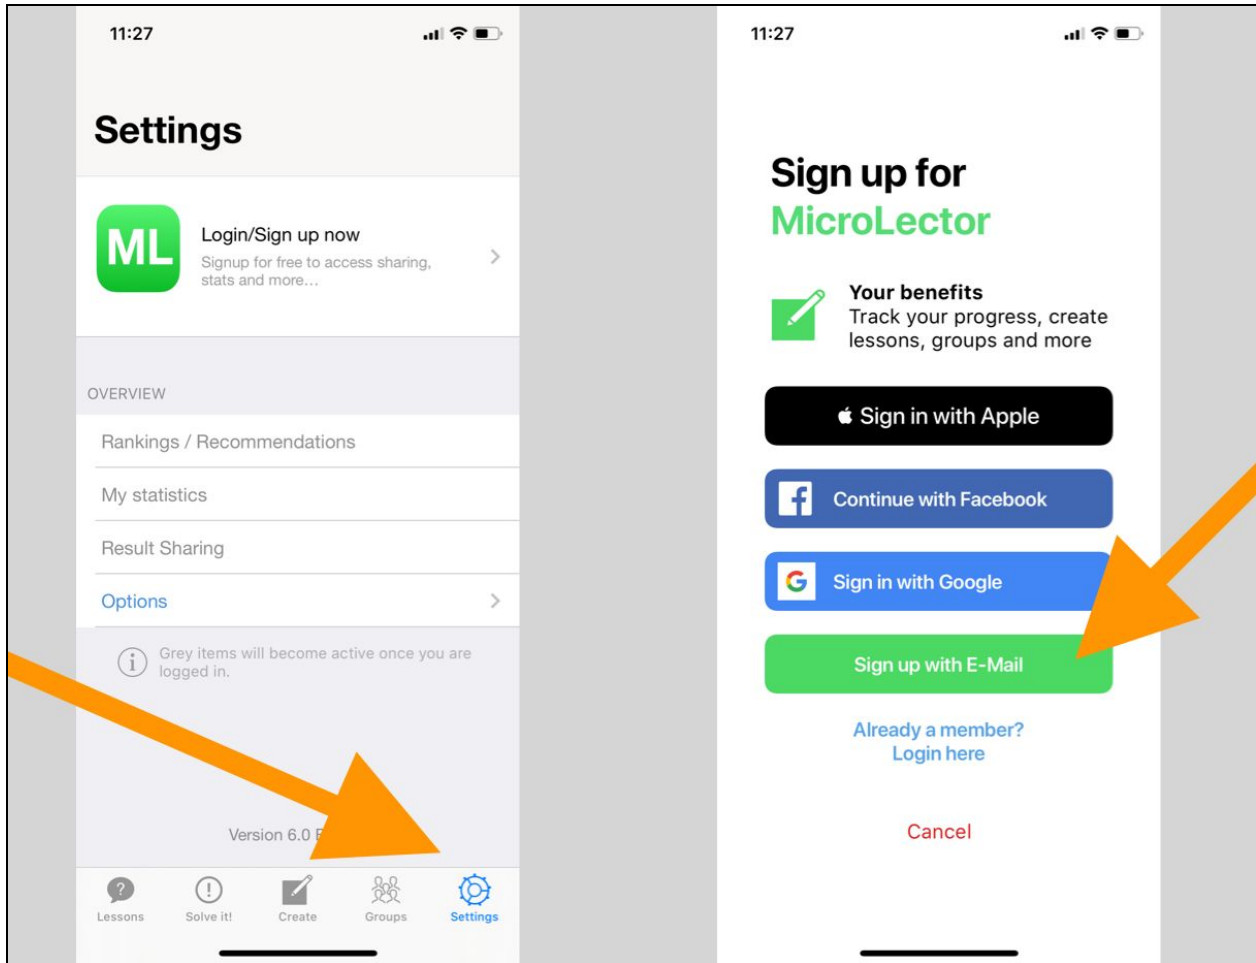 11:27
Settings
ML
Login/Sign up now
Signup for free to access sharing,
stats and more...
OVERVIEW
Rankings / Recommendations
My statistics
Result Sharing
Options
Grey items will become active once you are
logged in.
Version 6.0
Lessons
Solve it!
Create
Groups
Settings
11:27
Sign up for
MicroLector
Your benefits
Track your progress, create
lessons, groups and more
Sign in with Apple
Continue with Facebook
Sign in with Google
Sign up with E-Mail
Already a member?
Login here
Cancel